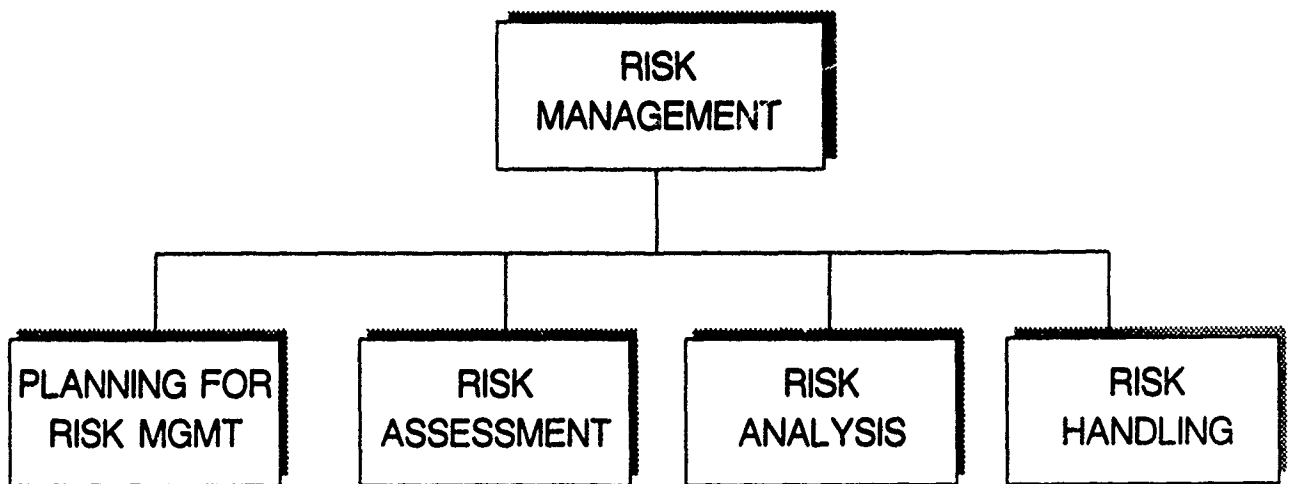 RISK
MANAGEMENT
PLANNING FOR
RISK MGMT
RISK
ASSESSMENT
RISK
ANALYSIS
RISK
HANDLING